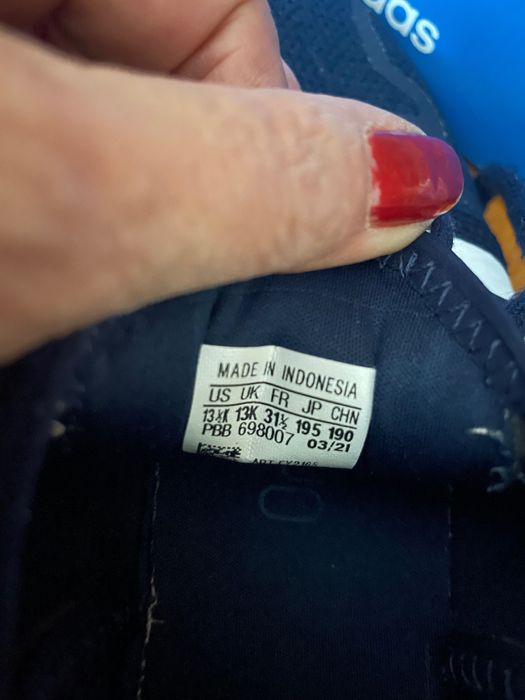 das
MADE IN INDONESIA
US UK FR JP CHN
13½K 13K 31½ 195 190
PBB 698007 03/21